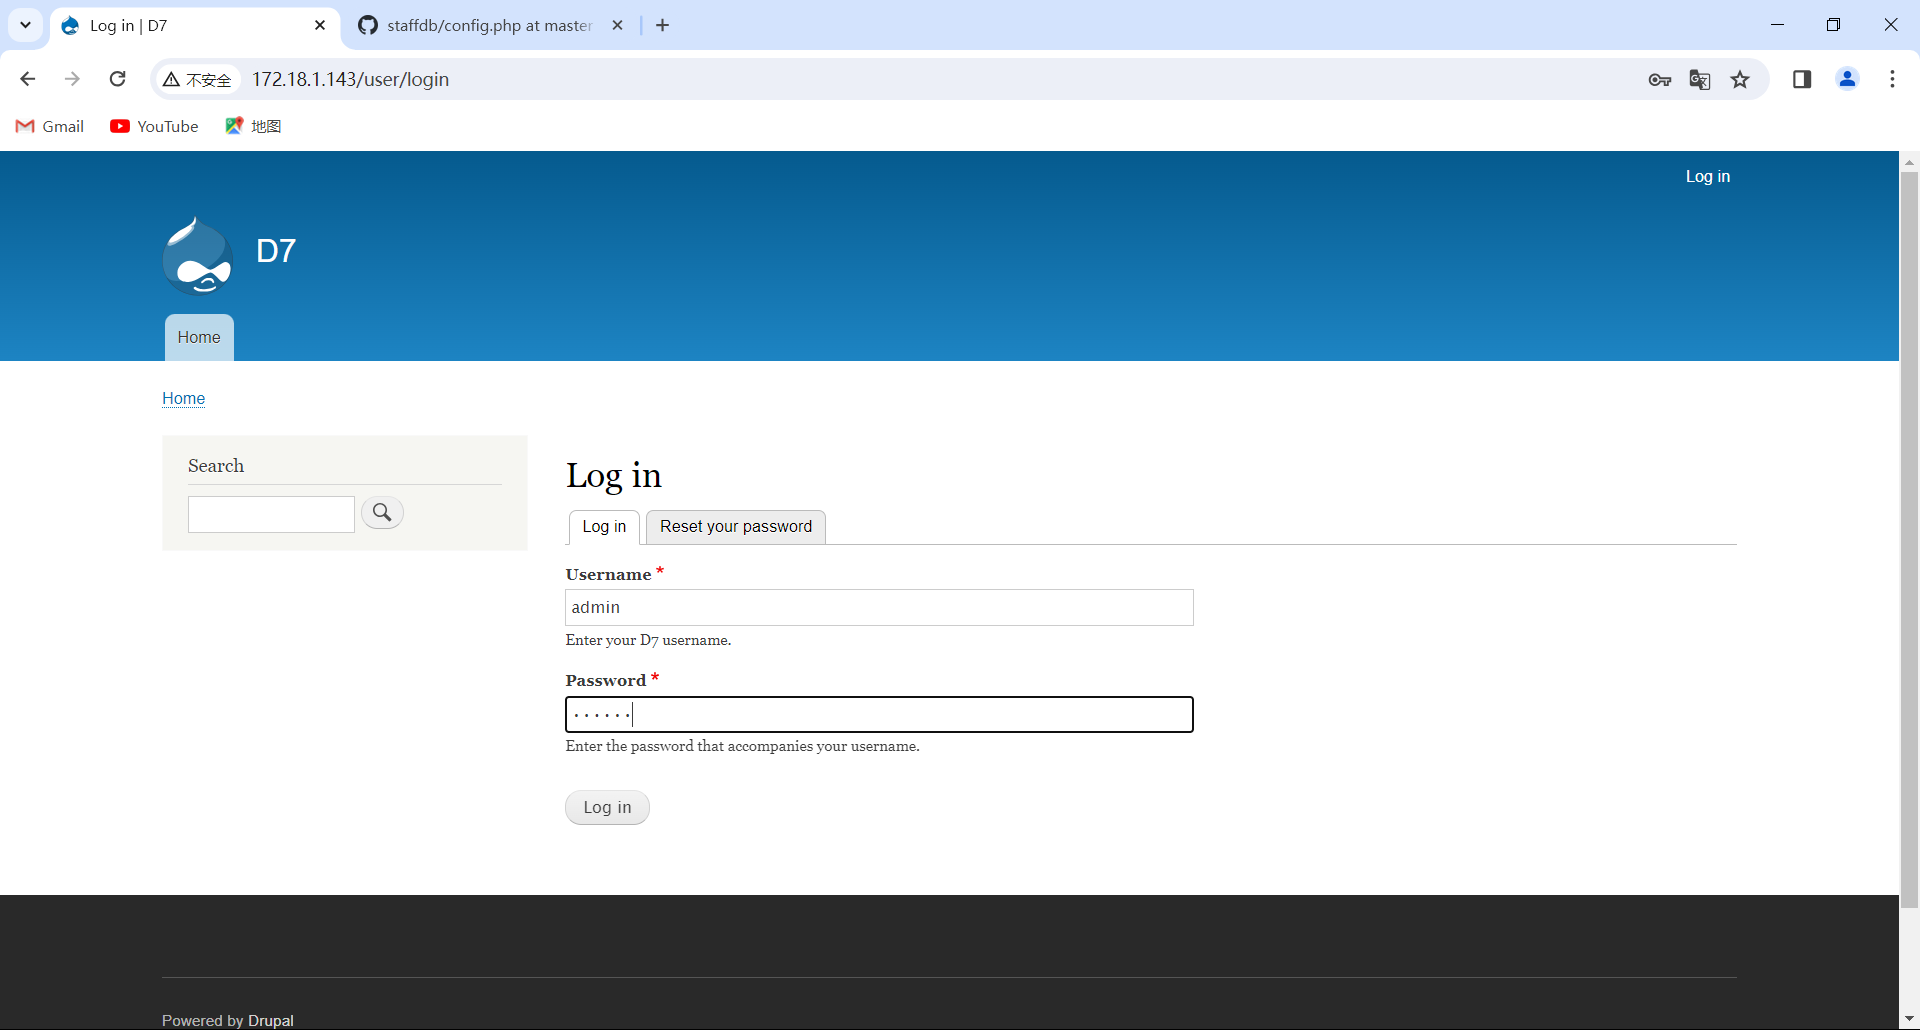 Log in | D7
staffdb/config.php at master
不安全
172.18.1.143/user/login
Gmail
YouTube
地图
Log in
D7
Home
Home
Search
Log in
Log in
Reset your password
Username *
admin
Enter your D7 username.
Password *
······
Enter the password that accompanies your username.
Log in
Powered by Drupal